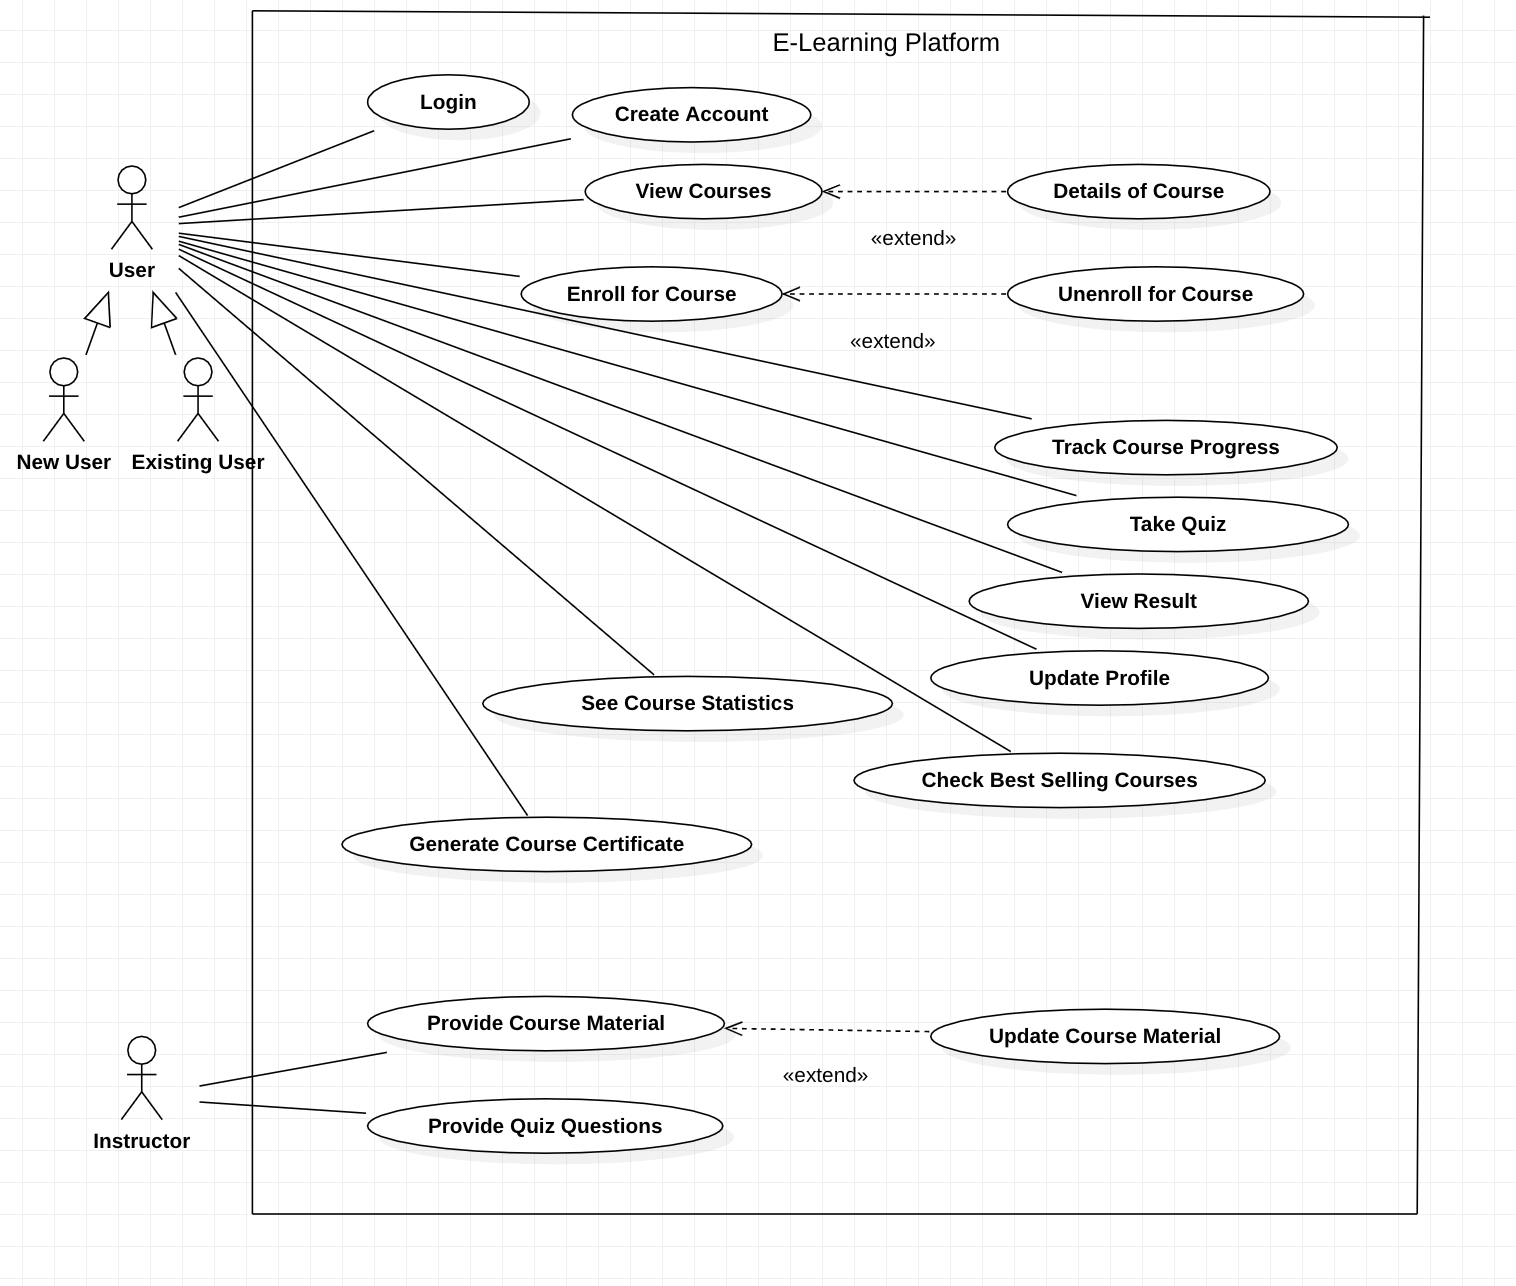 E-Learning Platform
Login
Create Account
View Courses
Details of Course
«extend»
User
Enroll for Course
Unenroll for Course
«extend»
New User
Existing User
Track Course Progress
Take Quiz
View Result
Update Profile
See Course Statistics
Check Best Selling Courses
Generate Course Certificate
Provide Course Material
Update Course Material
«extend»
Provide Quiz Questions
Instructor